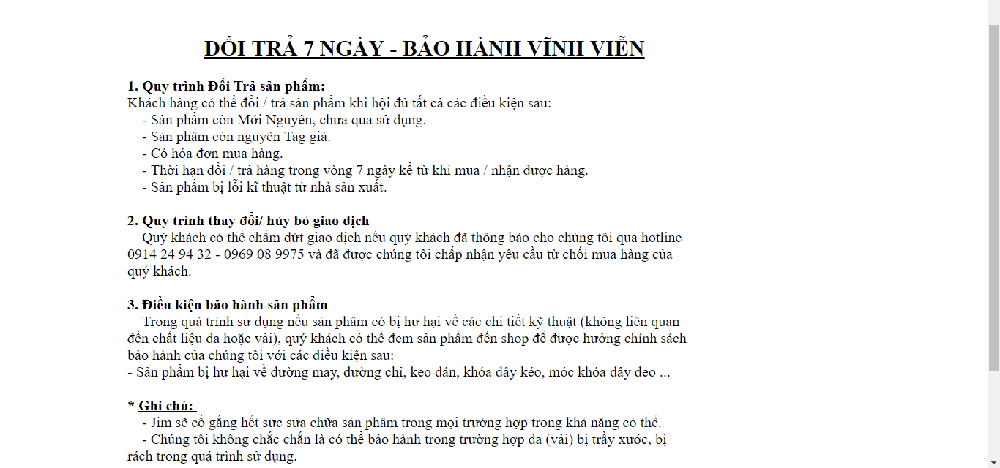 ĐỔI TRẢ 7 NGÀY - BẢO HÀNH VĨNH VIỄN
1. Quy trình Đổi Trả sản phẩm:
Khách hàng có thể đổi / trả sản phẩm khi hội đủ tất cả các điều kiện sau:
- Sản phẩm còn Mới Nguyên, chưa qua sử dụng.
- Sản phẩm còn nguyên Tag giá.
- Có hóa đơn mua hàng.
- Thời hạn đổi / trả hàng trong vòng 7 ngày kể từ khi mua / nhận được hàng.
- Sản phẩm bị lỗi kĩ thuật từ nhà sản xuất.
2. Quy trình thay đổi/ hủy bỏ giao dịch
Quý khách có thể chấm dứt giao dịch nếu quý khách đã thông báo cho chúng tôi qua hotline
0914 24 94 32 - 0969 08 9975 và đã được chúng tôi chấp nhận yêu cầu từ chối mua hàng của
quý khách.
3. Điều kiện bảo hành sản phẩm
Trong quá trình sử dụng nếu sản phẩm có bị hư hại về các chi tiết kỹ thuật (không liên quan
đến chất liệu da hoặc vải), quý khách có thể đem sản phẩm đến shop để được hưởng chính sách
bảo hành của chúng tôi với các điều kiện sau:
- Sản phẩm bị hư hại về đường may, đường chỉ, keo dán, khóa dây kéo, móc khóa dây đeo ...
* Ghi chú:
- Jim sẽ cố gắng hết sức sửa chữa sản phẩm trong mọi trường hợp trong khả năng có thể.
- Chúng tôi không chắc chắn là có thể bảo hành trong trường hợp da (vải) bị trầy xước, bị
rách trong quá trình sử dụng.